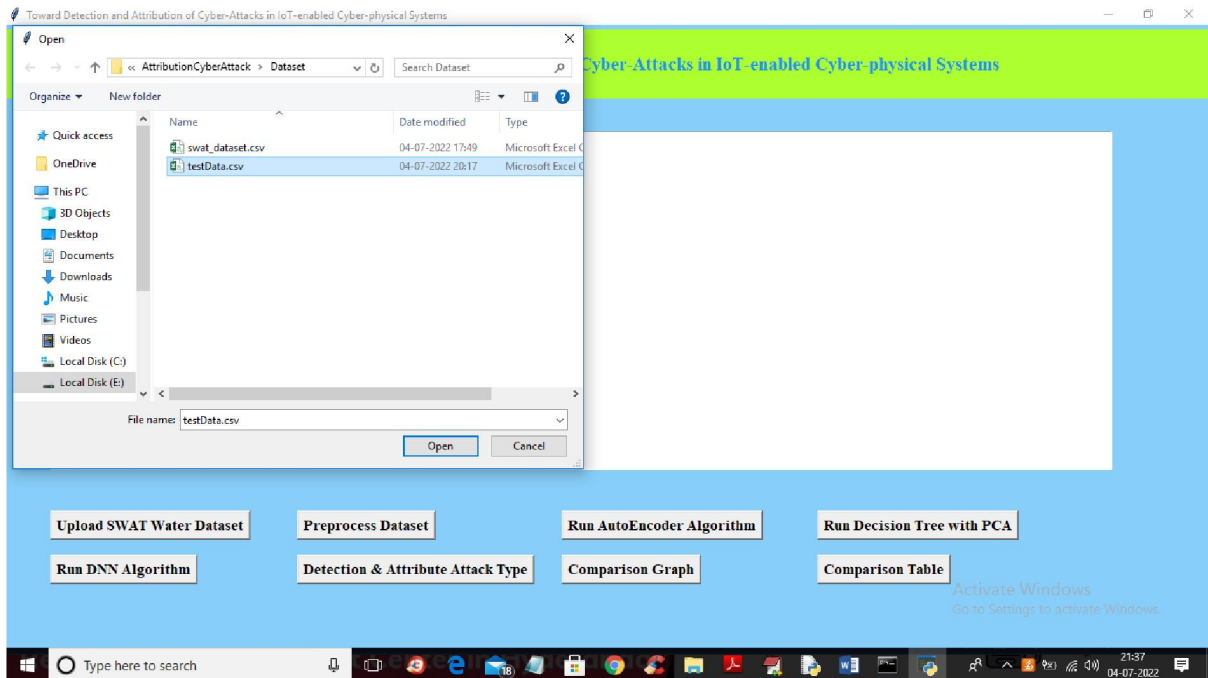 Toward Detection and Attribution of Cyber-Attacks in IoT-enabled Cyber-physical Systems
Open
Cyber-Attacks in IoT-enabled Cyber-physical Systems
« AttributionCyberAttack > Dataset
Search Dataset
Organize
New folder
Name
Date modified
Type
Quick access
OneDrive
This PC
3D Objects
Desktop
Documents
Downloads
Music
Pictures
Videos
Local Disk (C:)
Local Disk (E:)
swat_dataset.csv
04-07-2022 17:49
Microsoft Excel C
testData.csv
04-07-2022 20:17
Microsoft Excel C
File name: testData.csv
Open
Cancel
Upload SWAT Water Dataset
Preprocess Dataset
Run AutoEncoder Algorithm
Run Decision Tree with PCA
Run DNN Algorithm
Detection & Attribute Attack Type
Comparison Graph
Comparison Table
Activate Windows
Go to Settings to activate Windows.
Type here to search
18
21:37
04-07-2022